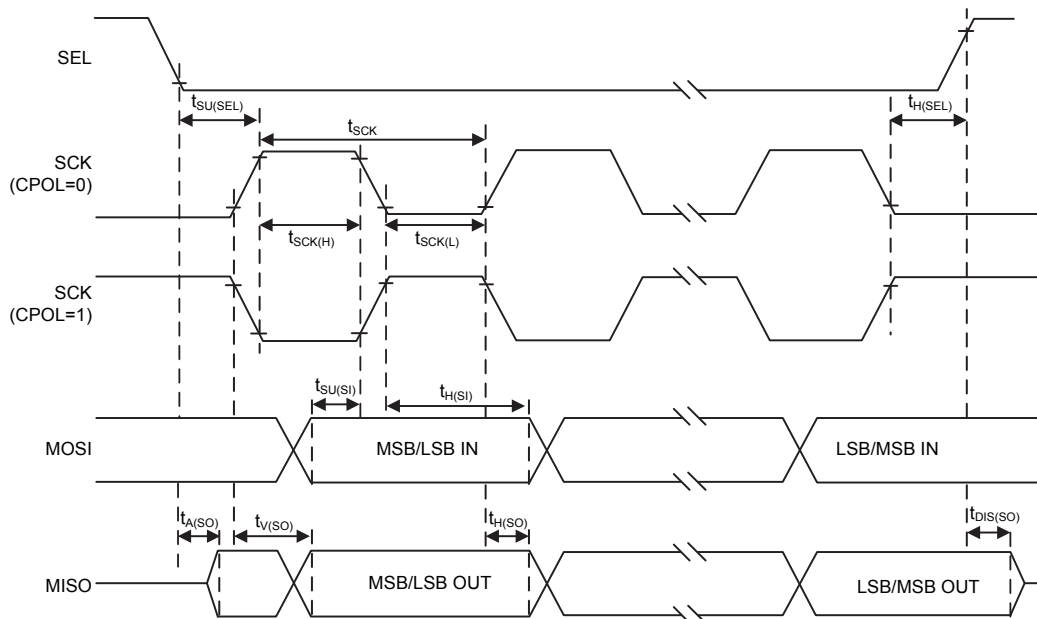 SEL
tSU(SEL)
tH(SEL)
tSCK
SCK
(CPOL=0)
tSCK(H)
tSCK(L)
SCK
(CPOL=1)
tSU(SI)
tH(SI)
MOSI
MSB/LSB IN
LSB/MSB IN
tA(SO)
tV(SO)
tH(SO)
tDIS(SO)
MISO
MSB/LSB OUT
LSB/MSB OUT